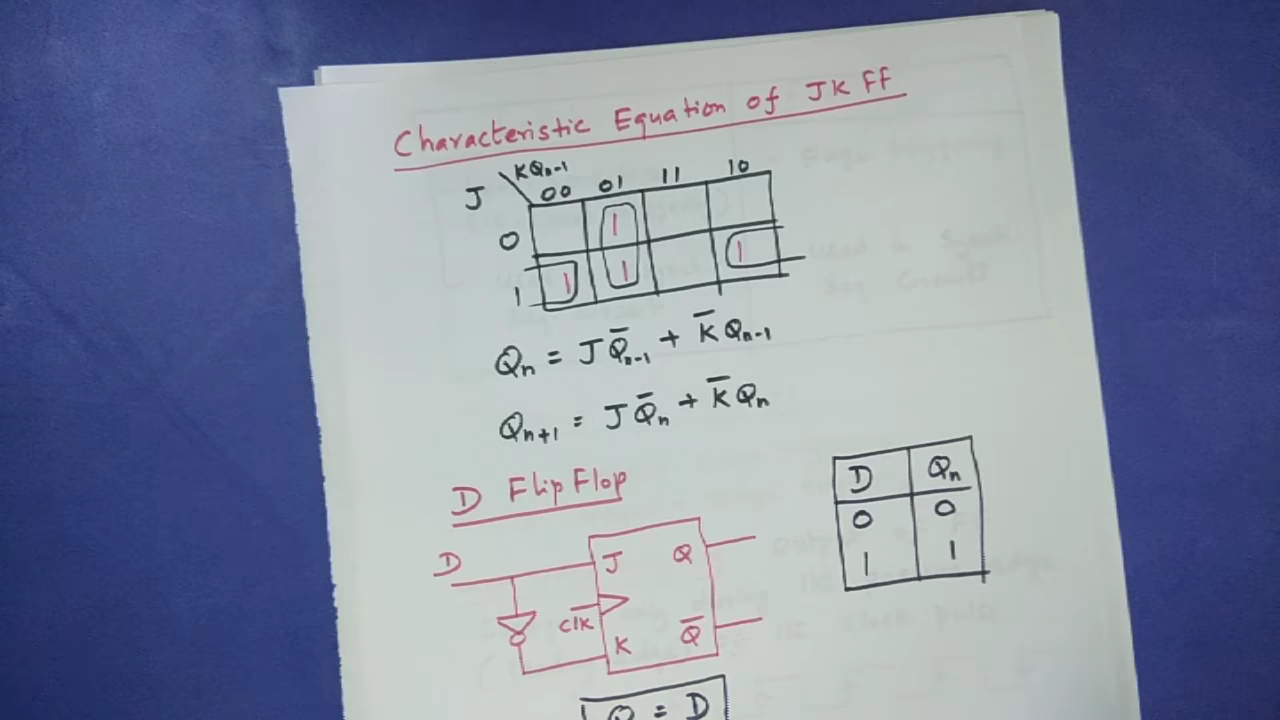 Characteristic Equation of JK FF
J KQn-1
00 01 11 10
0 1
1 1 1 1
Qn = JQ̅n-1 + K̅Qn-1
Qn+1 = JQ̅n + K̅Qn
D Flip Flop
D Qn
0 0
1 1
D J Q
clk
K Q̅
Q = D